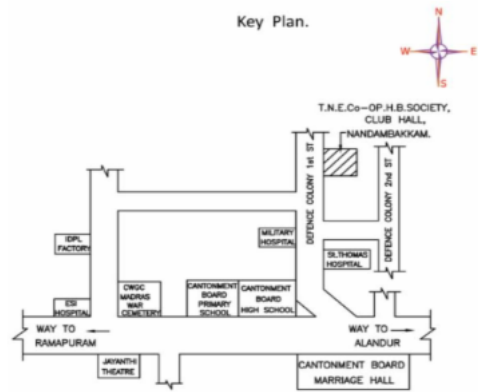 Key Plan.
N
W
E
S
T.N.E.Co-OP.H.B.SOCIETY,
CLUB HALL,
NANDAMBAKKAM.
DEFENCE COLONY 1st ST
DEFENCE COLONY 2nd ST
IDPL
FACTORY
MILITARY
HOSPITAL
St.THOMAS
HOSPITAL
ESI
HOSPITAL
CWGC
MADRAS
WAR
CEMETERY
CANTONMENT
BOARD
PRIMARY
SCHOOL
CANTONMENT
BOARD
HIGH SCHOOL
WAY TO
RAMAPURAM
WAY TO
ALANDUR
JAYANTHI
THEATRE
CANTONMENT BOARD
MARRIAGE HALL